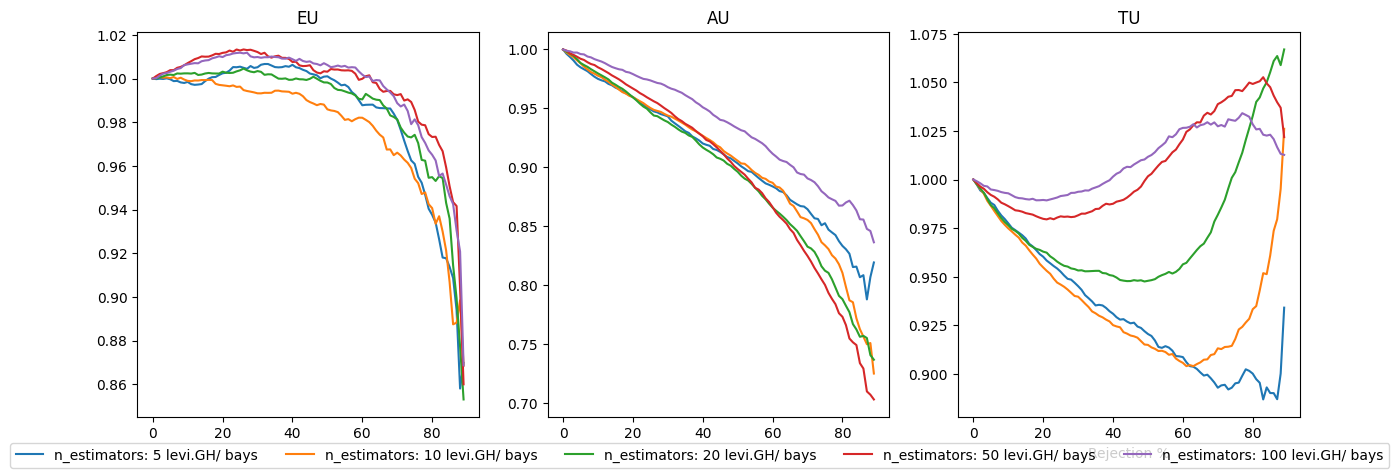 EU
AU
TU
1.02
1.00
0.98
0.96
0.94
0.92
0.90
0.88
0.86
0 20 40 60 80
1.00
0.95
0.90
0.85
0.80
0.75
0.70
0 20 40 60 80
1.075
1.050
1.025
1.000
0.975
0.950
0.925
0.900
0 20 40 60 80
Rejection %
n_estimators: 5 levi.GH/ bays
n_estimators: 10 levi.GH/ bays
n_estimators: 20 levi.GH/ bays
n_estimators: 50 levi.GH/ bays
n_estimators: 100 levi.GH/ bays